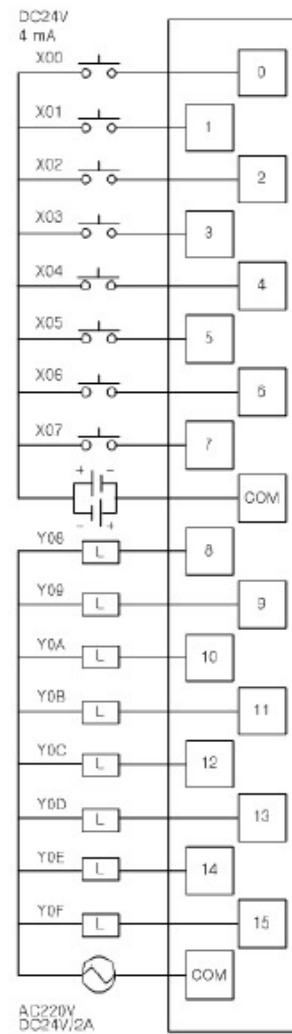 DC24V
4 mA
X00
0
X01
1
X02
2
X03
3
X04
4
X05
5
X06
6
X07
7
+ −
COM
− +
Y08
L
8
Y09
L
9
Y0A
L
10
Y0B
L
11
Y0C
L
12
Y0D
L
13
Y0E
L
14
Y0F
L
15
COM
AC220V
DC24V/2A